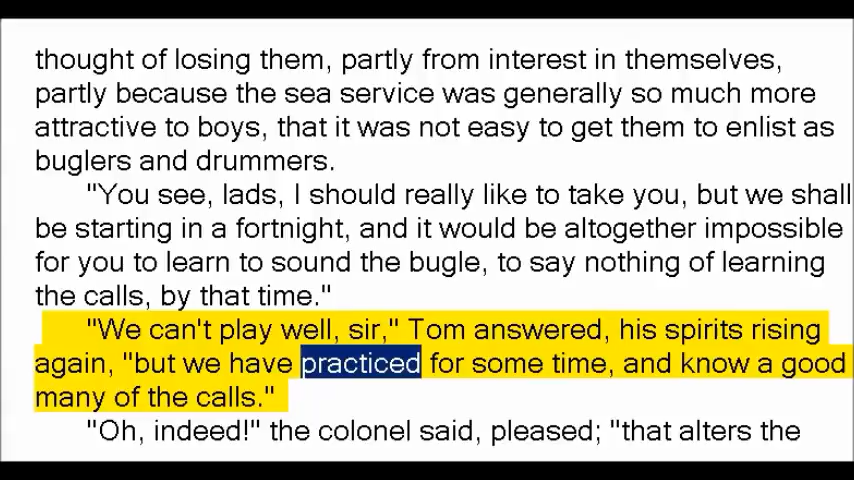 thought of losing them, partly from interest in themselves,
partly because the sea service was generally so much more
attractive to boys, that it was not easy to get them to enlist as
buglers and drummers.
"You see, lads, I should really like to take you, but we shall
be starting in a fortnight, and it would be altogether impossible
for you to learn to sound the bugle, to say nothing of learning
the calls, by that time."
"We can't play well, sir," Tom answered, his spirits rising
again, "but we have practiced for some time, and know a good
many of the calls."
"Oh, indeed!" the colonel said, pleased; "that alters the